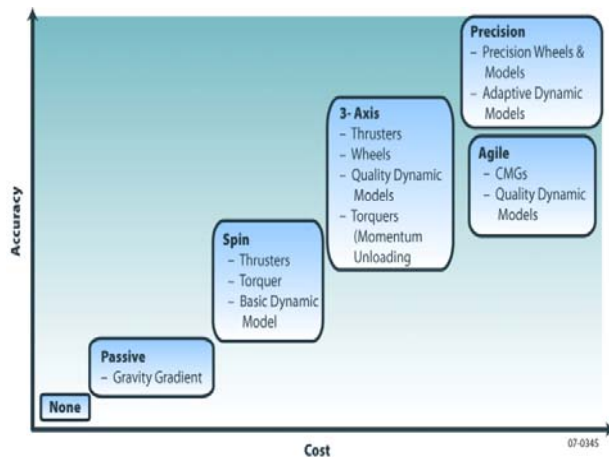 Precision
– Precision Wheels &
Models
– Adaptive Dynamic
Models
3- Axis
– Thrusters
– Wheels
– Quality Dynamic
Models
– Torquers
(Momentum
Unloading
Agile
– CMGs
– Quality Dynamic
Models
Spin
– Thrusters
– Torquer
– Basic Dynamic
Model
Passive
– Gravity Gradient
None
Accuracy
Cost
07-0345